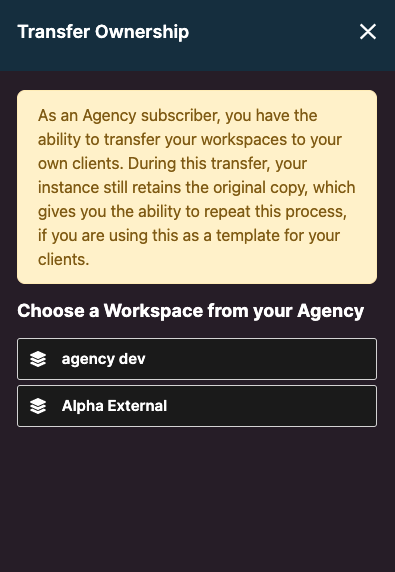 Transfer Ownership
As an Agency subscriber, you have the
ability to transfer your workspaces to your
own clients. During this transfer, your
instance still retains the original copy, which
gives you the ability to repeat this process,
if you are using this as a template for your
clients.
Choose a Workspace from your Agency
agency dev
Alpha External